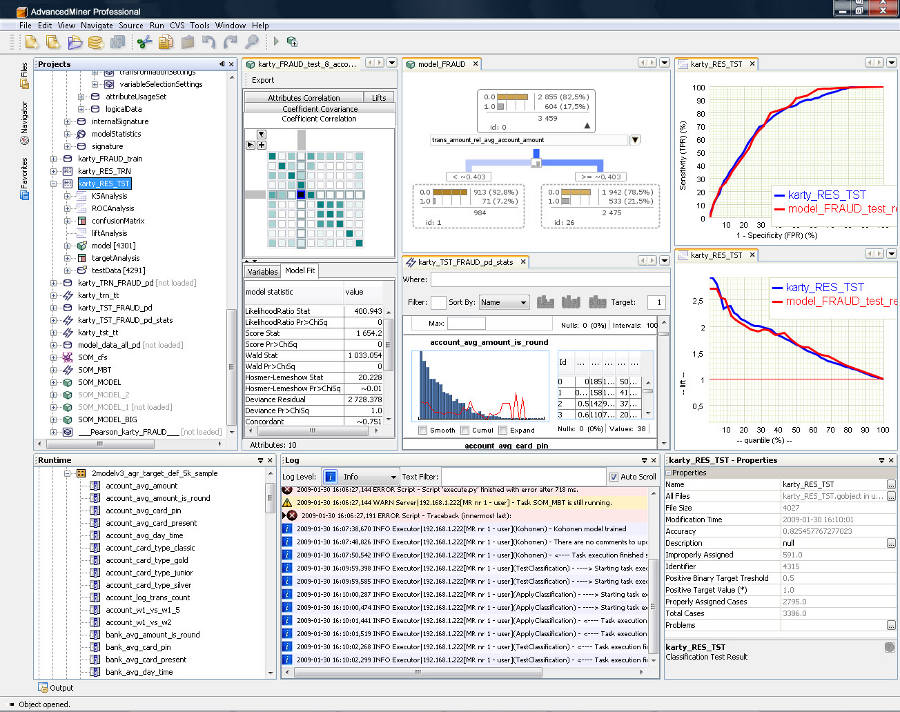 AdvancedMiner Professional
File Edit View Navigate Source Run CVS Tools Window Help
Files
Navigator
Favorites
Projects
transformationSettings
variableSelectionSettings
attributeUsageSet
logicalData
internalSignature
modelStatistics
signature
karty_FRAUD_train
karty_RES_TRN
karty_RES_TST
KSAnalysis
ROCAnalysis
confusionMatrix
liftAnalysis
model [4301]
targetAnalysis
testData [4291]
karty_TRN_FRAUD_pd [not loaded]
karty_trn_tt
karty_TST_FRAUD_pd
karty_TST_FRAUD_pd_stats
karty_tst_tt
model_data_all_pd [not loaded]
SOM_cfs
SOM_MBT
SOM_MODEL
SOM_MODEL_2
SOM_MODEL_1 [not loaded]
SOM_MODEL_BIG
___Pearson_karty_FRAUD___ [not loaded]
karty_FRAUD_test_8_acco...
Export
Attributes Correlation Lifts
Coefficient Covariance
Coefficient Correlation
Variables Model Fit
model statistic value
LikelihoodRatio Stat 400.943
LikelihoodRatio Pr>ChiSq 0
Score Stat 1 654.2
Score Pr>ChiSq 0
Wald Stat 1 033.054
Wald Pr>ChiSq 0
Hosmer-Lemeshow Stat 20.228
Hosmer-Lemeshow Pr>ChiSq ~0.01
Deviance Residual 2 728.378
Deviance Pr>ChiSq 1.0
Concordant ~0.751
Attributes: 10
model_FRAUD
0.0 2 855 (82,5%)
1.0 604 (17,5%)
3 459
id: 0
trans_amount_rel_avg_account_amount
< ~0.403
>= ~0.403
0.0 913 (92,8%)
1.0 71 (7,2%)
984
id: 1
0.0 1 942 (78,5%)
1.0 533 (21,5%)
2 475
id: 26
karty_TST_FRAUD_pd_stats
Where:
Filter: Sort By: Name Target: 1
Max: Nulls: 0 (0%) Intervals: 100
account_avg_amount_is_round
Id ... ... ... ...
0 0185 1... 50...
1 0... 1581... 41...
2 0.51429... 37...
3 0.61107... 20...
Smooth Cumul Expand Nulls: 0 (0%) Values: 38
account_avg_card_pin
karty_RES_TST
Sensitivity (TPR) (%)
100
90
80
70
60
50
40
30
20
10
0
karty_RES_TST
model_FRAUD_test_re
10 20 30 40 50 60 70 80 90 100
1 - Specificity (FPR) (%)
karty_RES_TST
-- lift --
2,5
2
1,5
1
0,5
karty_RES_TST
model_FRAUD_test_re
10 20 30 40 50 60 70 80 90 100
-- quantile (%) --
Runtime
2modelv3_agr_target_def_5k_sample
account_avg_amount
account_avg_amount_is_round
account_avg_card_pin
account_avg_card_present
account_avg_day_time
account_card_type_classic
account_card_type_gold
account_card_type_junior
account_card_type_silver
account_log_trans_count
account_w1_vs_w1_5
account_w1_vs_w2
bank_avg_amount_is_round
bank_avg_card_pin
bank_avg_card_present
bank_avg_day_time
Log
Log Level: Info Text Filter: Auto Scroll
2009-01-30 16:06:27,144 ERROR Script - Script 'execute.py' finished with error after 718 ms.
2009-01-30 16:06:27,144 WARN Server|192.168.1.222[MR nr 1 - user] - Task SOM_MBT is still running.
2009-01-30 16:06:27,191 ERROR Script - Traceback (innermost last):
2009-01-30 16:07:38,670 INFO Executor|192.168.1.222[MR nr 1 - user](Kohonen) - Kohonen model trained
2009-01-30 16:07:48,826 INFO Executor|192.168.1.222[MR nr 1 - user](Kohonen) - There are no comments to up
2009-01-30 16:07:50,542 INFO Executor|192.168.1.222[MR nr 1 - user](Kohonen) - <---- Task execution finished s
2009-01-30 16:09:59,398 INFO Executor|192.168.1.222[MR nr 1 - user](TestClassification) - ----> Starting task exec
2009-01-30 16:09:59,585 INFO Executor|192.168.1.222[MR nr 1 - user](TestClassification) - ----> Starting task exec
2009-01-30 16:10:00,287 INFO Executor|192.168.1.222[MR nr 1 - user](ApplyClassification) - ----> Starting task e
2009-01-30 16:10:00,474 INFO Executor|192.168.1.222[MR nr 1 - user](ApplyClassification) - ----> Starting task e
2009-01-30 16:10:01,441 INFO Executor|192.168.1.222[MR nr 1 - user](ApplyClassification) - <---- Task execution
2009-01-30 16:10:01,519 INFO Executor|192.168.1.222[MR nr 1 - user](ApplyClassification) - <---- Task execution
2009-01-30 16:10:02,268 INFO Executor|192.168.1.222[MR nr 1 - user](TestClassification) - <---- Task execution fi
2009-01-30 16:10:02,299 INFO Executor|192.168.1.222[MR nr 1 - user](TestClassification) - <---- Task execution fi
karty_RES_TST - Properties
Properties
Name karty_RES_TST
All Files karty_RES_TST.gobject in u...
File Size 4027
Modification Time 2009-01-30 16:10:01
Accuracy 0.825457767277023
Description null
Improperly Assigned 591.0
Identifier 4315
Positive Binary Target Treshold 0.5
Positive Target Value (*) 1.0
Properly Assigned Cases 2795.0
Total Cases 3386.0
Problems
karty_RES_TST
Classification Test Result
Output
Object opened.